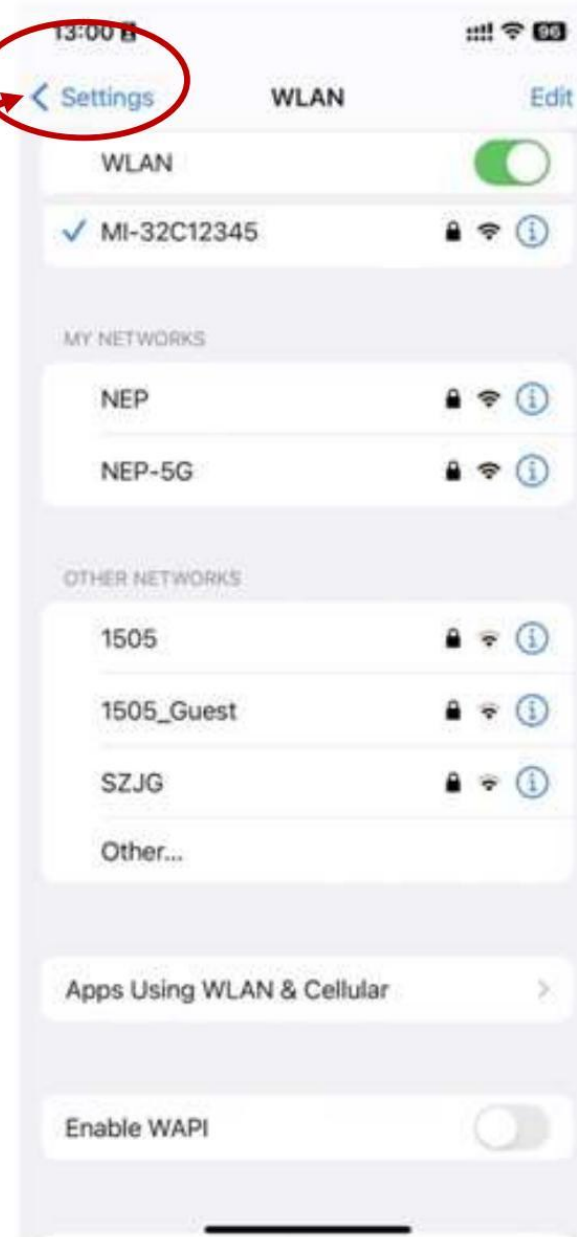 13:00 96
Settings WLAN Edit
WLAN
MI-32C12345
MY NETWORKS
NEP
NEP-5G
OTHER NETWORKS
1505
1505_Guest
SZJG
Other...
Apps Using WLAN & Cellular
Enable WAPI